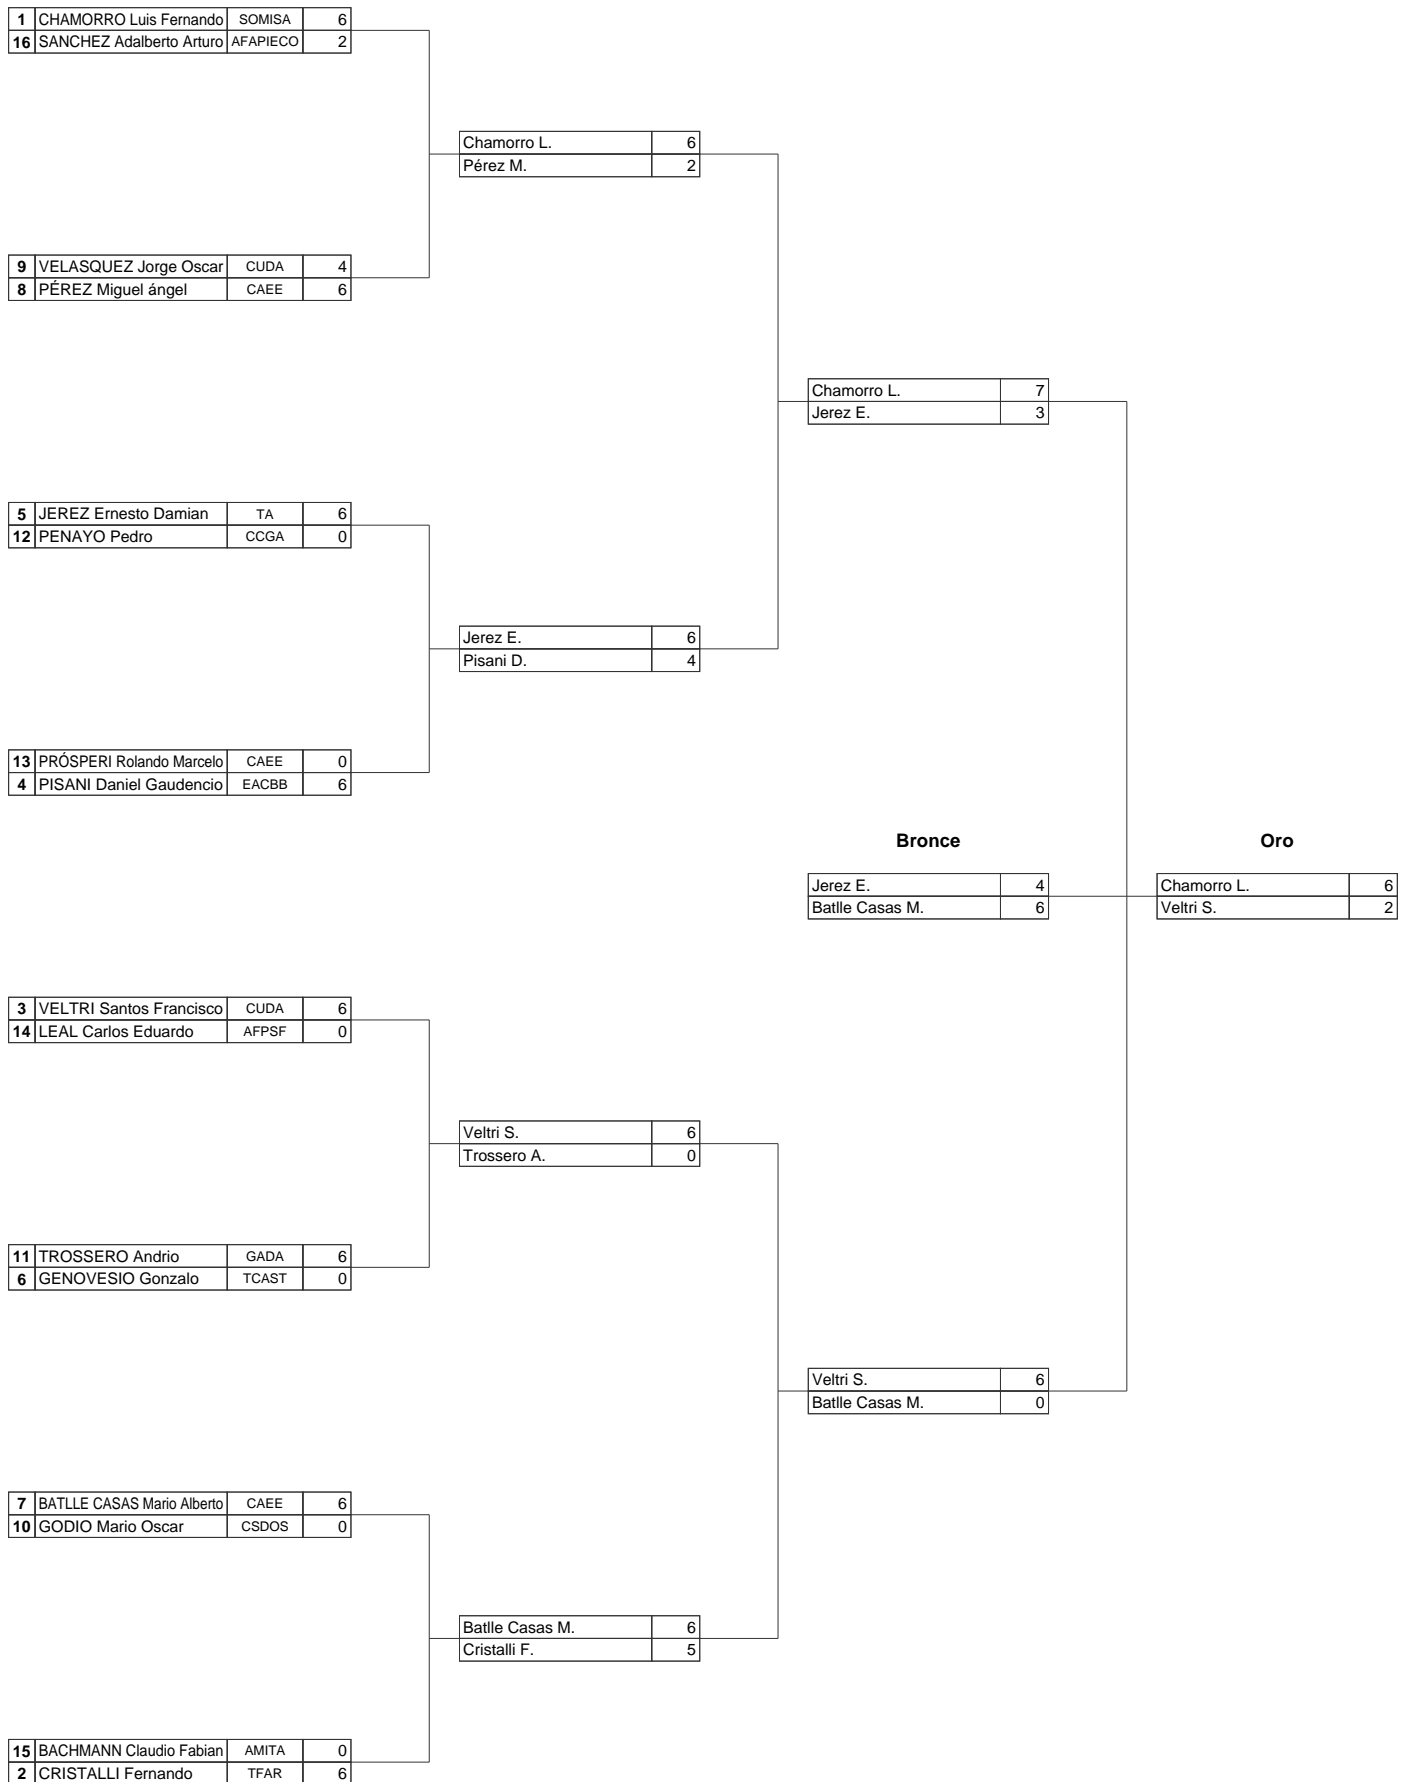 1 CHAMORRO Luis Fernando SOMISA 6
16 SANCHEZ Adalberto Arturo AFAPIECO 2
Chamorro L. 6
Pérez M. 2
9 VELASQUEZ Jorge Oscar CUDA 4
8 PÉREZ Miguel ángel CAEE 6
Chamorro L. 7
Jerez E. 3
5 JEREZ Ernesto Damian TA 6
12 PENAYO Pedro CCGA 0
Jerez E. 6
Pisani D. 4
13 PRÓSPERI Rolando Marcelo CAEE 0
4 PISANI Daniel Gaudencio EACBB 6
Bronce Oro
Jerez E. 4 Chamorro L. 6
Batlle Casas M. 6 Veltri S. 2
3 VELTRI Santos Francisco CUDA 6
14 LEAL Carlos Eduardo AFPSF 0
Veltri S. 6
Trossero A. 0
11 TROSSERO Andrio GADA 6
6 GENOVESIO Gonzalo TCAST 0
Veltri S. 6
Batlle Casas M. 0
7 BATLLE CASAS Mario Alberto CAEE 6
10 GODIO Mario Oscar CSDOS 0
Batlle Casas M. 6
Cristalli F. 5
15 BACHMANN Claudio Fabian AMITA 0
2 CRISTALLI Fernando TFAR 6